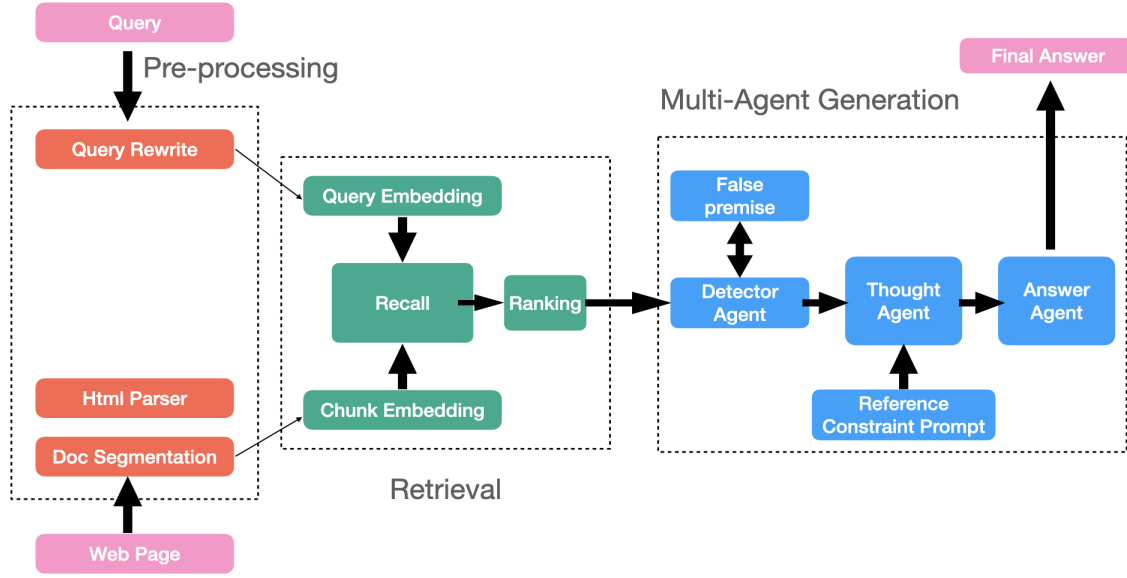 Query
Pre-processing
Query Rewrite
Html Parser
Doc Segmentation
Web Page
Query Embedding
Recall
Ranking
Chunk Embedding
Retrieval
Multi-Agent Generation
False
premise
Detector
Agent
Thought
Agent
Answer
Agent
Reference
Constraint Prompt
Final Answer